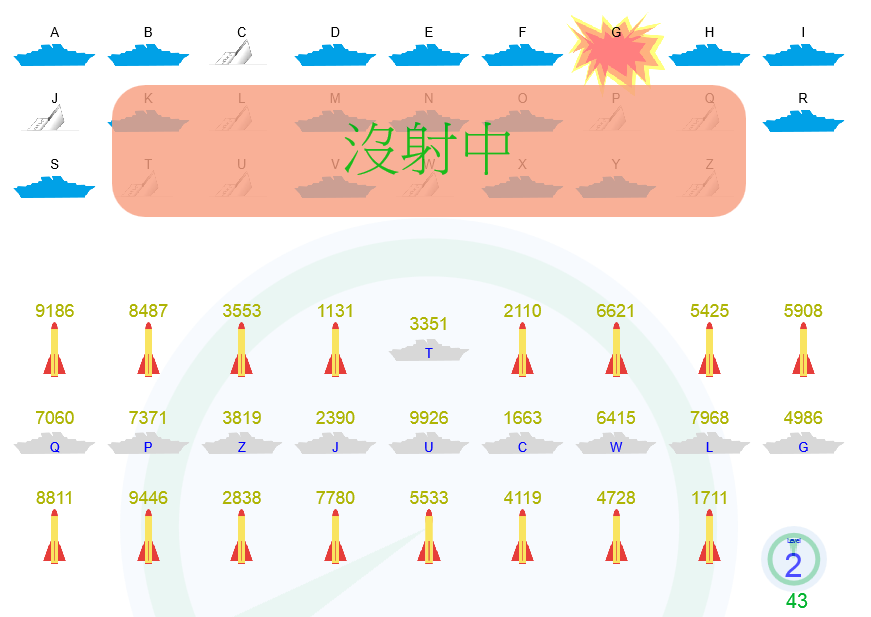 A B C D E F G H I
J K L M N O P Q R
沒射中
S T U V W X Y Z
9186 8487 3553 1131 3351 2110 6621 5425 5908
T
7060 7371 3819 2390 9926 1663 6415 7968 4986
Q P Z J U C W L G
8811 9446 2838 7780 5533 4119 4728 1711
Level
2
43